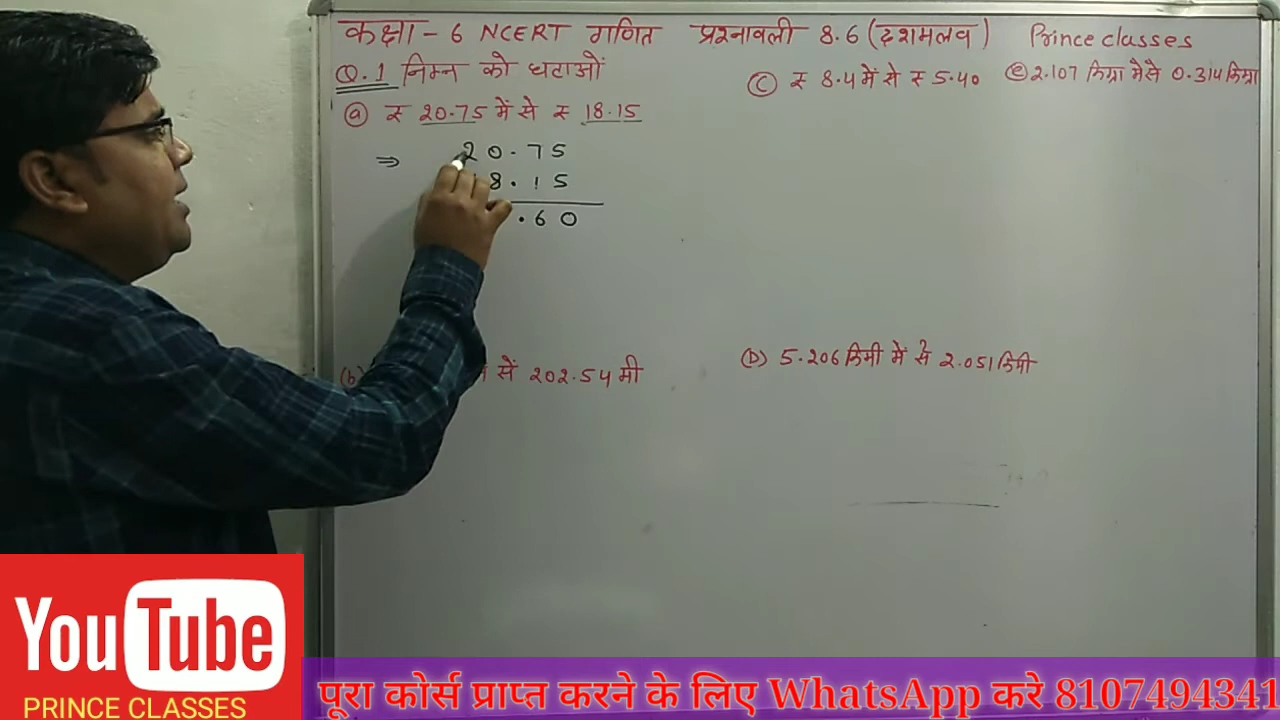 कक्षा - 6 NCERT गणित प्रश्नावली 8.6 (दशमलव) Prince classes
Q.1 निम्न को घटाओं
(a) ₹ 20.75 में से ₹ 18.15
⇒ 20.75
8.15
.60
(b) से 202.54 मी
(C) ₹ 8.4 में से ₹ 5.40
(D) 5.206 किमी में से 2.051 किमी
(e) 2.107 किग्रा मेसे 0.314 किग्रा
YouTube
PRINCE CLASSES
पूरा कोर्स प्राप्त करने के लिए WhatsApp करे 8107494341